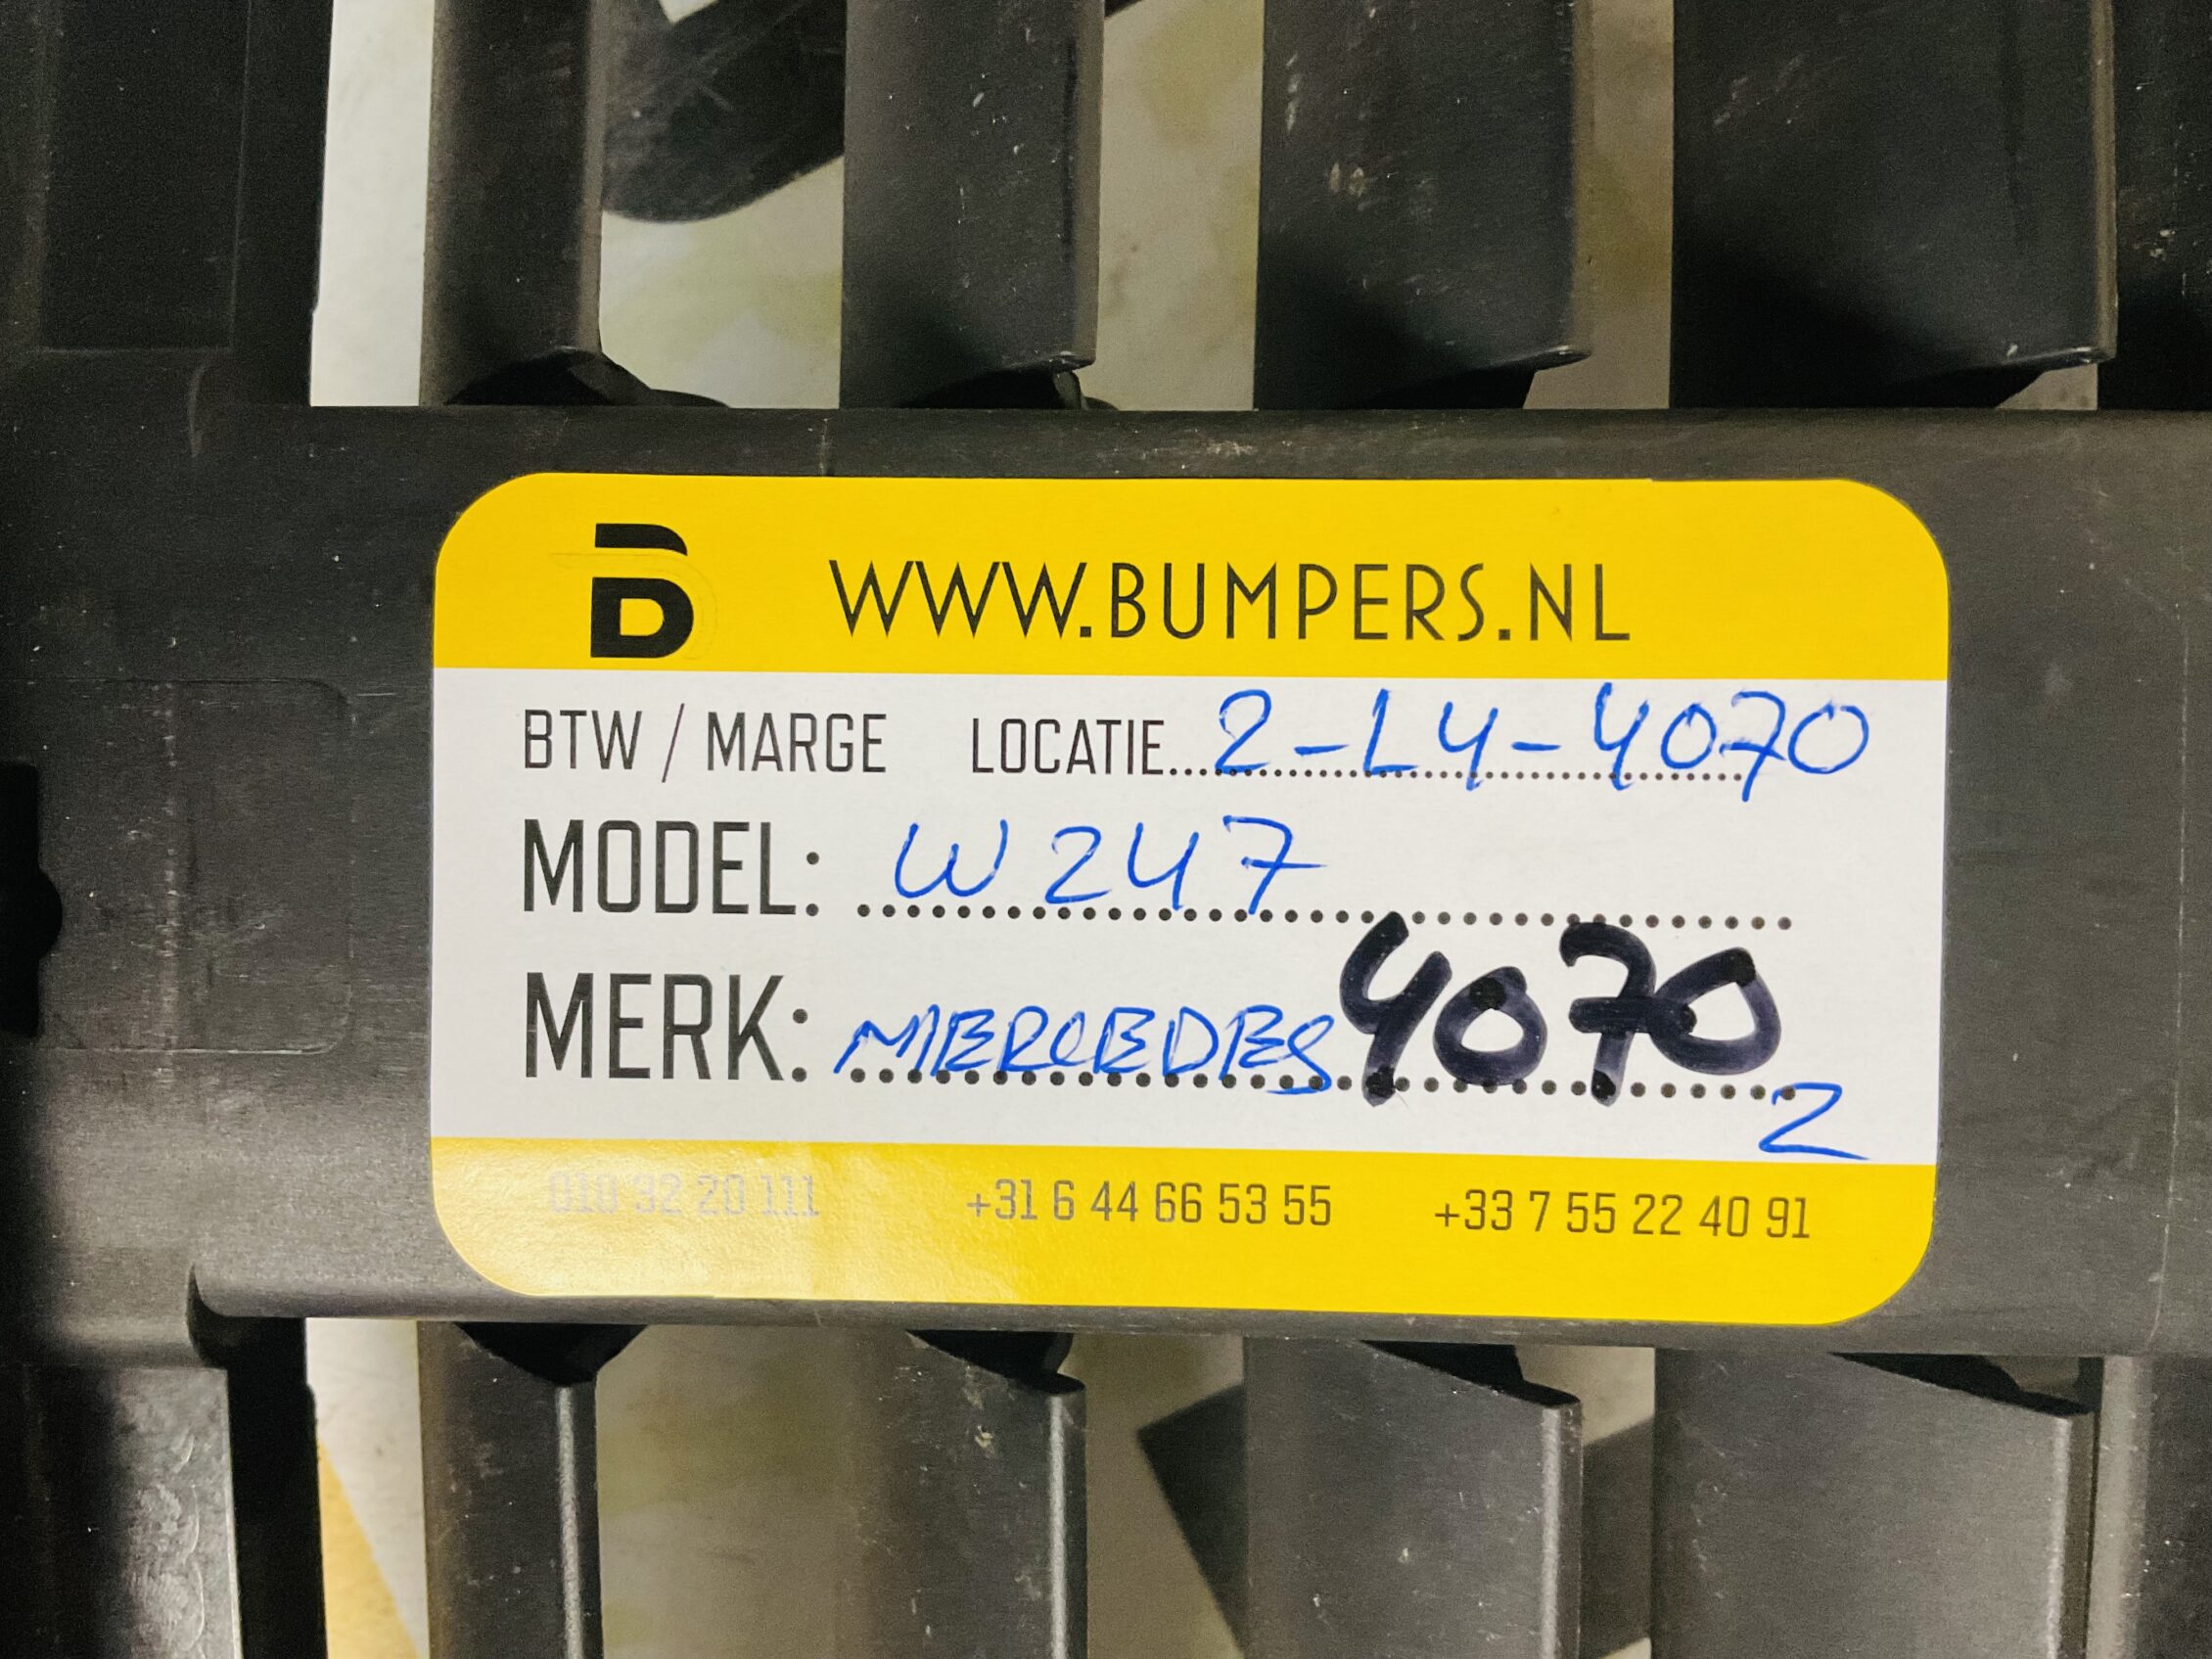 B WWW.BUMPERS.NL
BTW / MARGE LOCATIE...2-L4-4070
MODEL: W247
MERK: MERCEDES 4070
2
010 32 20 111 +31 6 44 66 53 55 +33 7 55 22 40 91